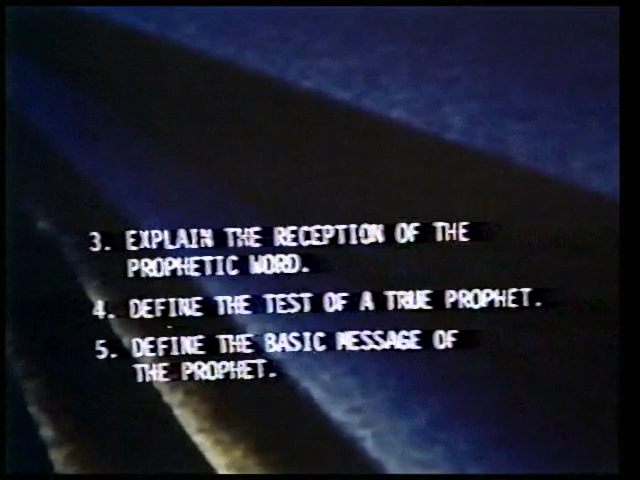 3. EXPLAIN THE RECEPTION OF THE
PROPHETIC WORD.
4. DEFINE THE TEST OF A TRUE PROPHET.
5. DEFINE THE BASIC MESSAGE OF
THE PROPHET.